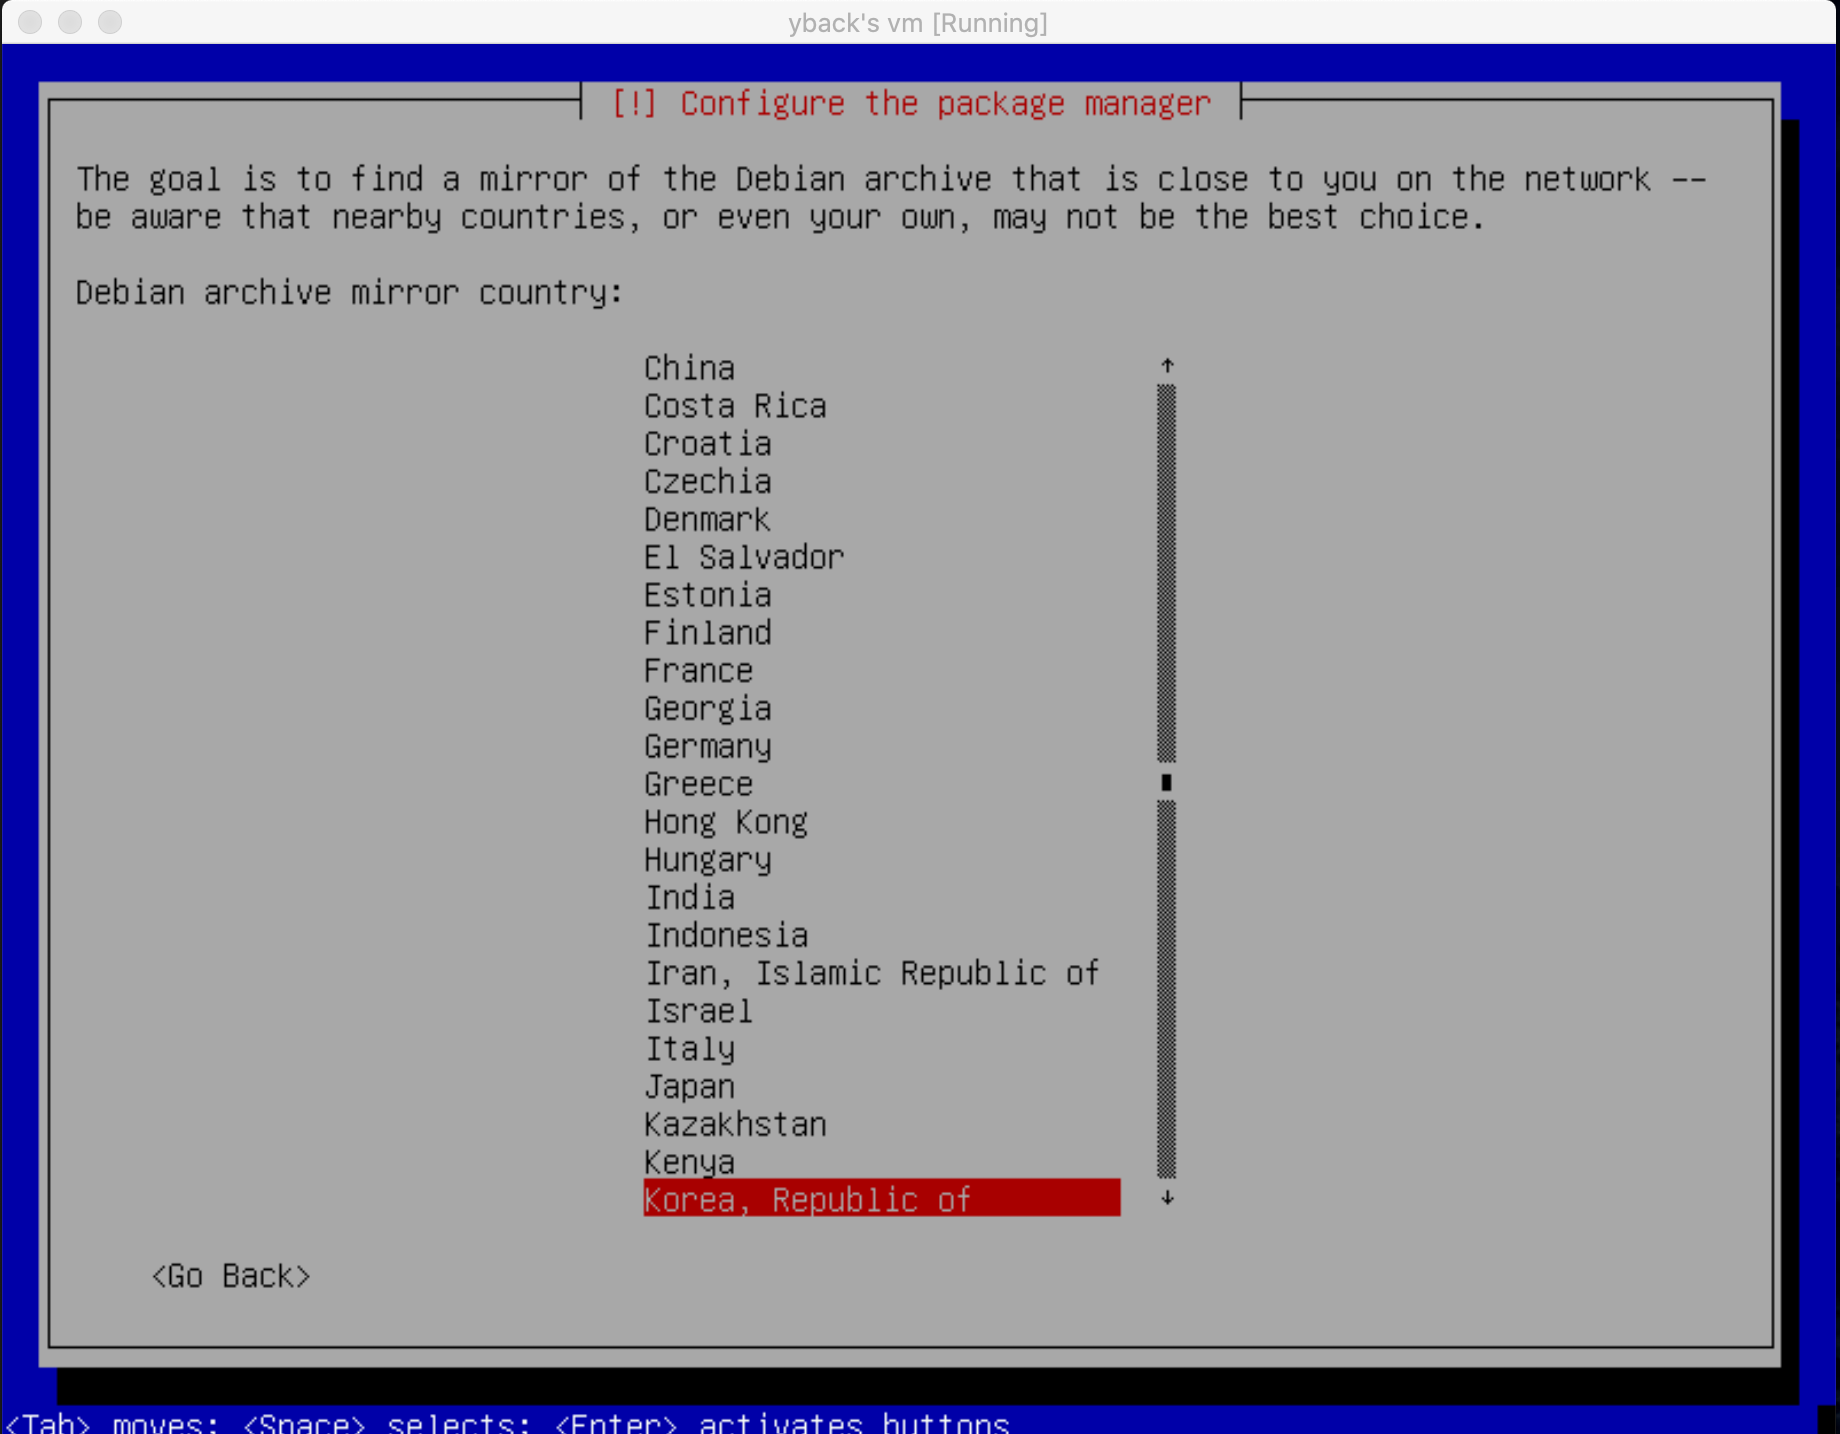 yback's vm [Running]
[!] Configure the package manager
The goal is to find a mirror of the Debian archive that is close to you on the network --
be aware that nearby countries, or even your own, may not be the best choice.
Debian archive mirror country:
China
Costa Rica
Croatia
Czechia
Denmark
El Salvador
Estonia
Finland
France
Georgia
Germany
Greece
Hong Kong
Hungary
India
Indonesia
Iran, Islamic Republic of
Israel
Italy
Japan
Kazakhstan
Kenya
Korea, Republic of
<Go Back>
<Tab> moves; <Space> selects; <Enter> activates buttons